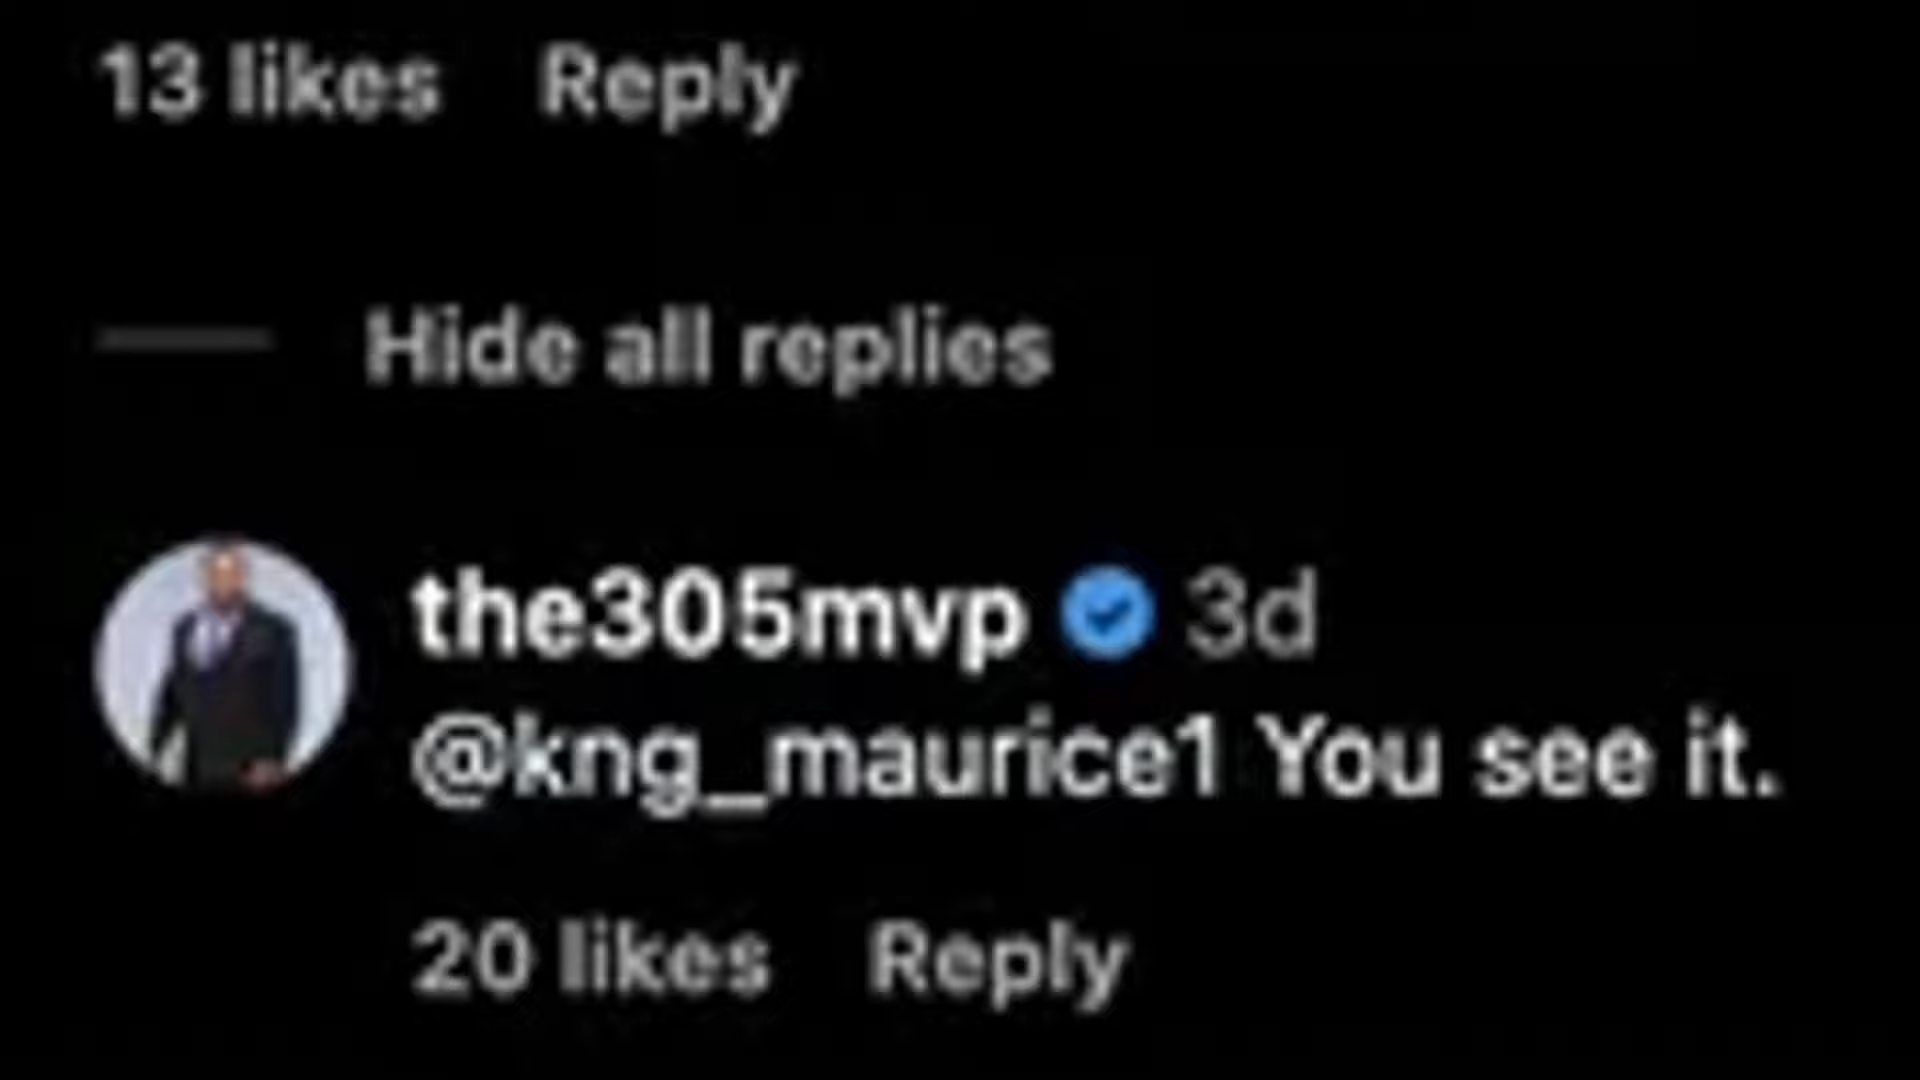 13 likes Reply
Hide all replies
the305mvp 3d
@kng_maurice1 You see it.
20 likes Reply